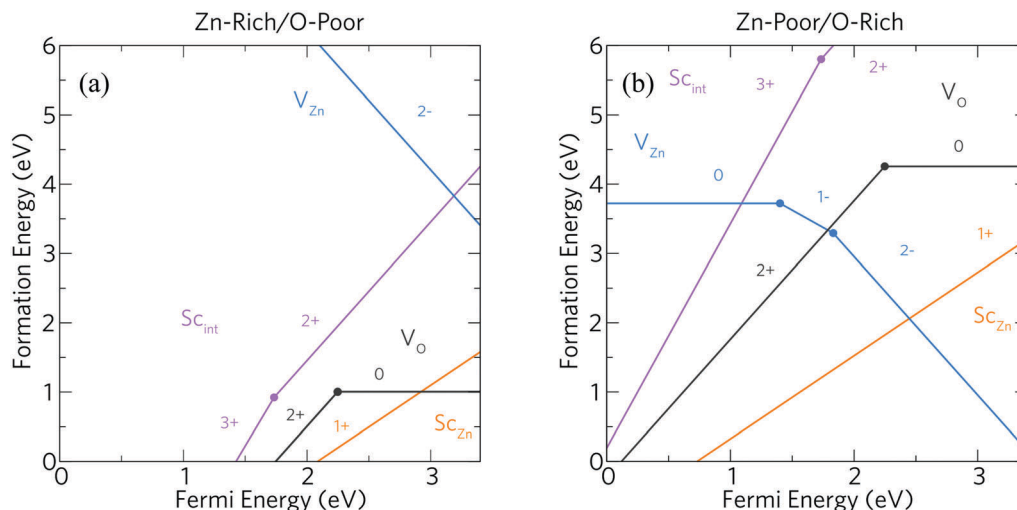 Zn-Rich/O-Poor
(a)
Formation Energy (eV)
6
5
4
3
2
1
0
0
1
2
3
Fermi Energy (eV)
V_Zn
2-
Sc_int
2+
3+
V_O
0
2+
1+
Sc_Zn
Zn-Poor/O-Rich
(b)
Formation Energy (eV)
6
5
4
3
2
1
0
0
1
2
3
Fermi Energy (eV)
Sc_int
3+
2+
V_O
0
V_Zn
0
1-
2+
2-
1+
Sc_Zn